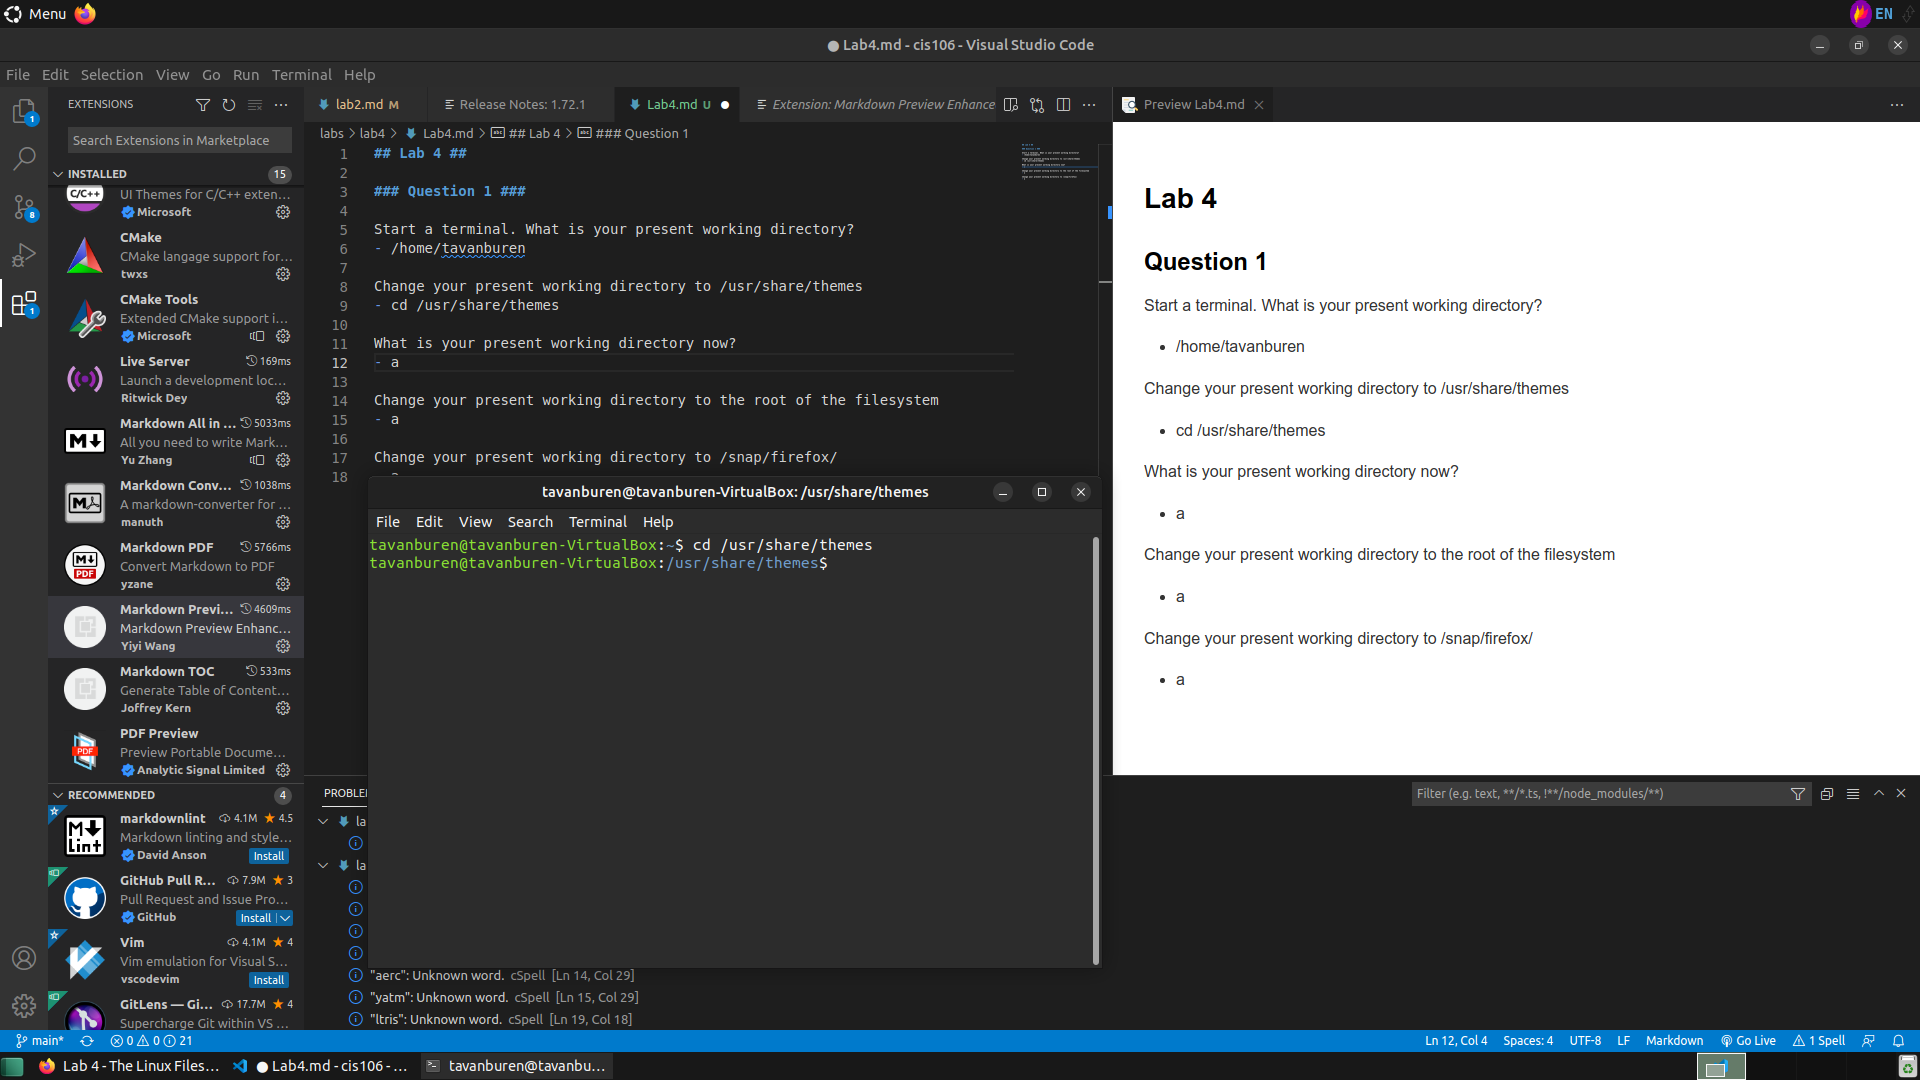 Menu
EN
● Lab4.md - cis106 - Visual Studio Code
File Edit Selection View Go Run Terminal Help
EXTENSIONS
lab2.md M
Release Notes: 1.72.1
Lab4.md U
Extension: Markdown Preview Enhance
Preview Lab4.md
Search Extensions in Marketplace
labs > lab4 > Lab4.md > ## Lab 4 > ### Question 1
INSTALLED 15
UI Themes for C/C++ exten...
Microsoft
CMake
CMake langage support for...
twxs
CMake Tools
Extended CMake support i...
Microsoft
Live Server 169ms
Launch a development loc...
Ritwick Dey
Markdown All in ... 5033ms
All you need to write Mark...
Yu Zhang
Markdown Conv... 1038ms
A markdown-converter for ...
manuth
Markdown PDF 5766ms
Convert Markdown to PDF
yzane
Markdown Previ... 4609ms
Markdown Preview Enhanc...
Yiyi Wang
Markdown TOC 533ms
Generate Table of Content...
Joffrey Kern
PDF Preview
Preview Portable Docume...
Analytic Signal Limited
RECOMMENDED 4
markdownlint 4.1M ★ 4.5
Markdown linting and style...
David Anson Install
GitHub Pull R... 7.9M ★ 3
Pull Request and Issue Pro...
GitHub Install
Vim 4.1M ★ 4
Vim emulation for Visual S...
vscodevim Install
GitLens — Gi... 17.7M ★ 4
Supercharge Git within VS ...
1 ## Lab 4 ##
2
3 ### Question 1 ###
4
5 Start a terminal. What is your present working directory?
6 - /home/tavanburen
7
8 Change your present working directory to /usr/share/themes
9 - cd /usr/share/themes
10
11 What is your present working directory now?
12 - a
13
14 Change your present working directory to the root of the filesystem
15 - a
16
17 Change your present working directory to /snap/firefox/
18
tavanburen@tavanburen-VirtualBox: /usr/share/themes
File Edit View Search Terminal Help
tavanburen@tavanburen-VirtualBox:~$ cd /usr/share/themes
tavanburen@tavanburen-VirtualBox:/usr/share/themes$
Lab 4
Question 1
Start a terminal. What is your present working directory?
• /home/tavanburen
Change your present working directory to /usr/share/themes
• cd /usr/share/themes
What is your present working directory now?
• a
Change your present working directory to the root of the filesystem
• a
Change your present working directory to /snap/firefox/
• a
PROBLE
Filter (e.g. text, **/*.ts, !**/node_modules/**)
la
la
"aerc": Unknown word. cSpell [Ln 14, Col 29]
"yatm": Unknown word. cSpell [Ln 15, Col 29]
"ltris": Unknown word. cSpell [Ln 19, Col 18]
main* 0 0 21
Ln 12, Col 4 Spaces: 4 UTF-8 LF Markdown Go Live 1 Spell
Lab 4 - The Linux Files...
● Lab4.md - cis106 - ...
tavanburen@tavanbu...